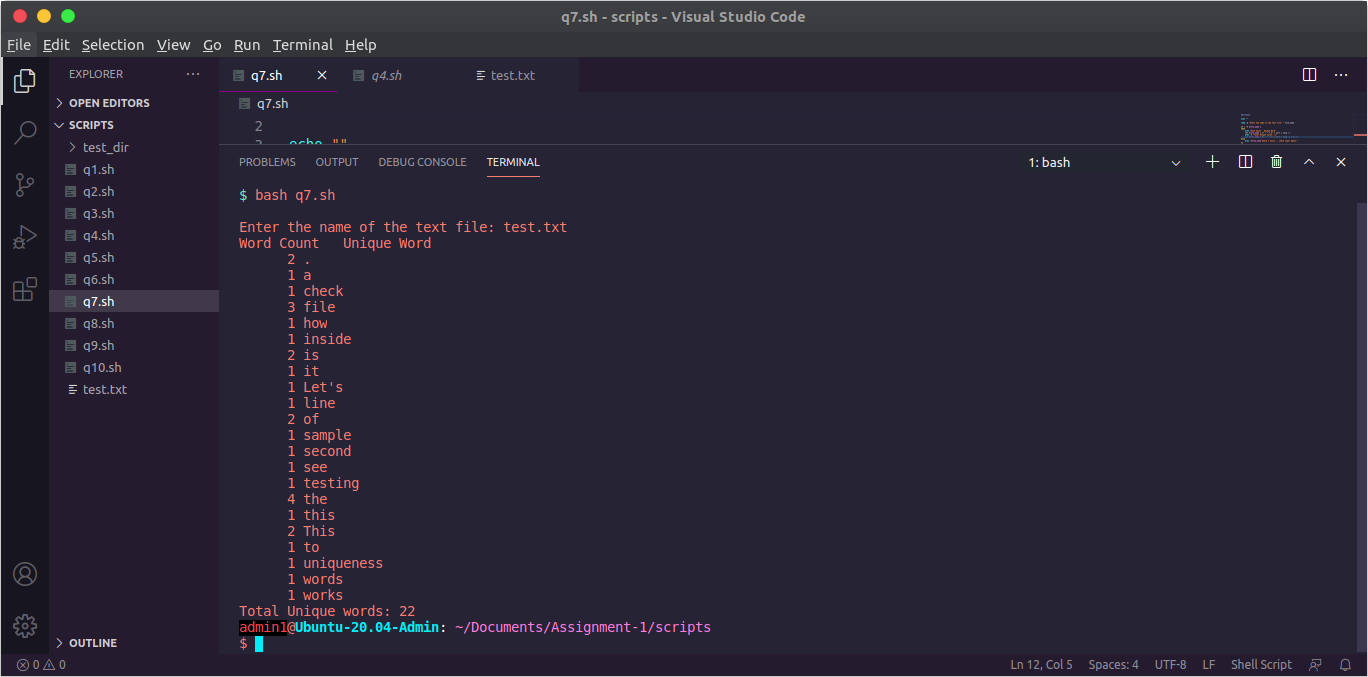 q7.sh - scripts - Visual Studio Code
File Edit Selection View Go Run Terminal Help
EXPLORER
OPEN EDITORS
SCRIPTS
test_dir
q1.sh
q2.sh
q3.sh
q4.sh
q5.sh
q6.sh
q7.sh
q8.sh
q9.sh
q10.sh
test.txt
OUTLINE
q7.sh q4.sh test.txt
q7.sh
2
3 echo ""
PROBLEMS OUTPUT DEBUG CONSOLE TERMINAL 1: bash
$ bash q7.sh
Enter the name of the text file: test.txt
Word Count Unique Word
2 .
1 a
1 check
3 file
1 how
1 inside
2 is
1 it
1 Let's
1 line
2 of
1 sample
1 second
1 see
1 testing
4 the
1 this
2 This
1 to
1 uniqueness
1 words
1 works
Total Unique words: 22
admin1@Ubuntu-20.04-Admin: ~/Documents/Assignment-1/scripts
$
0 0 Ln 12, Col 5 Spaces: 4 UTF-8 LF Shell Script